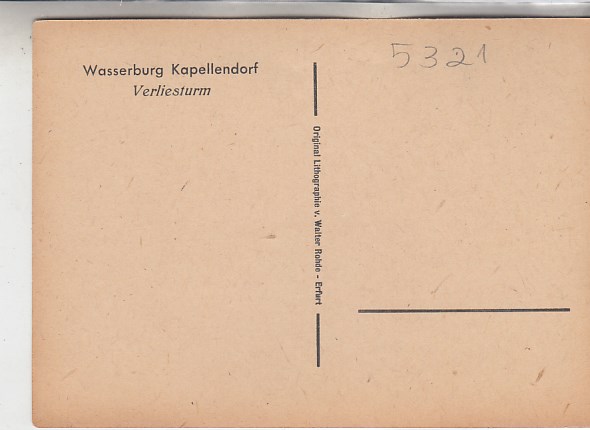 Wasserburg Kapellendorf
Verliesturm
Original Lithographie v. Walter Rohde - Erfurt
5321